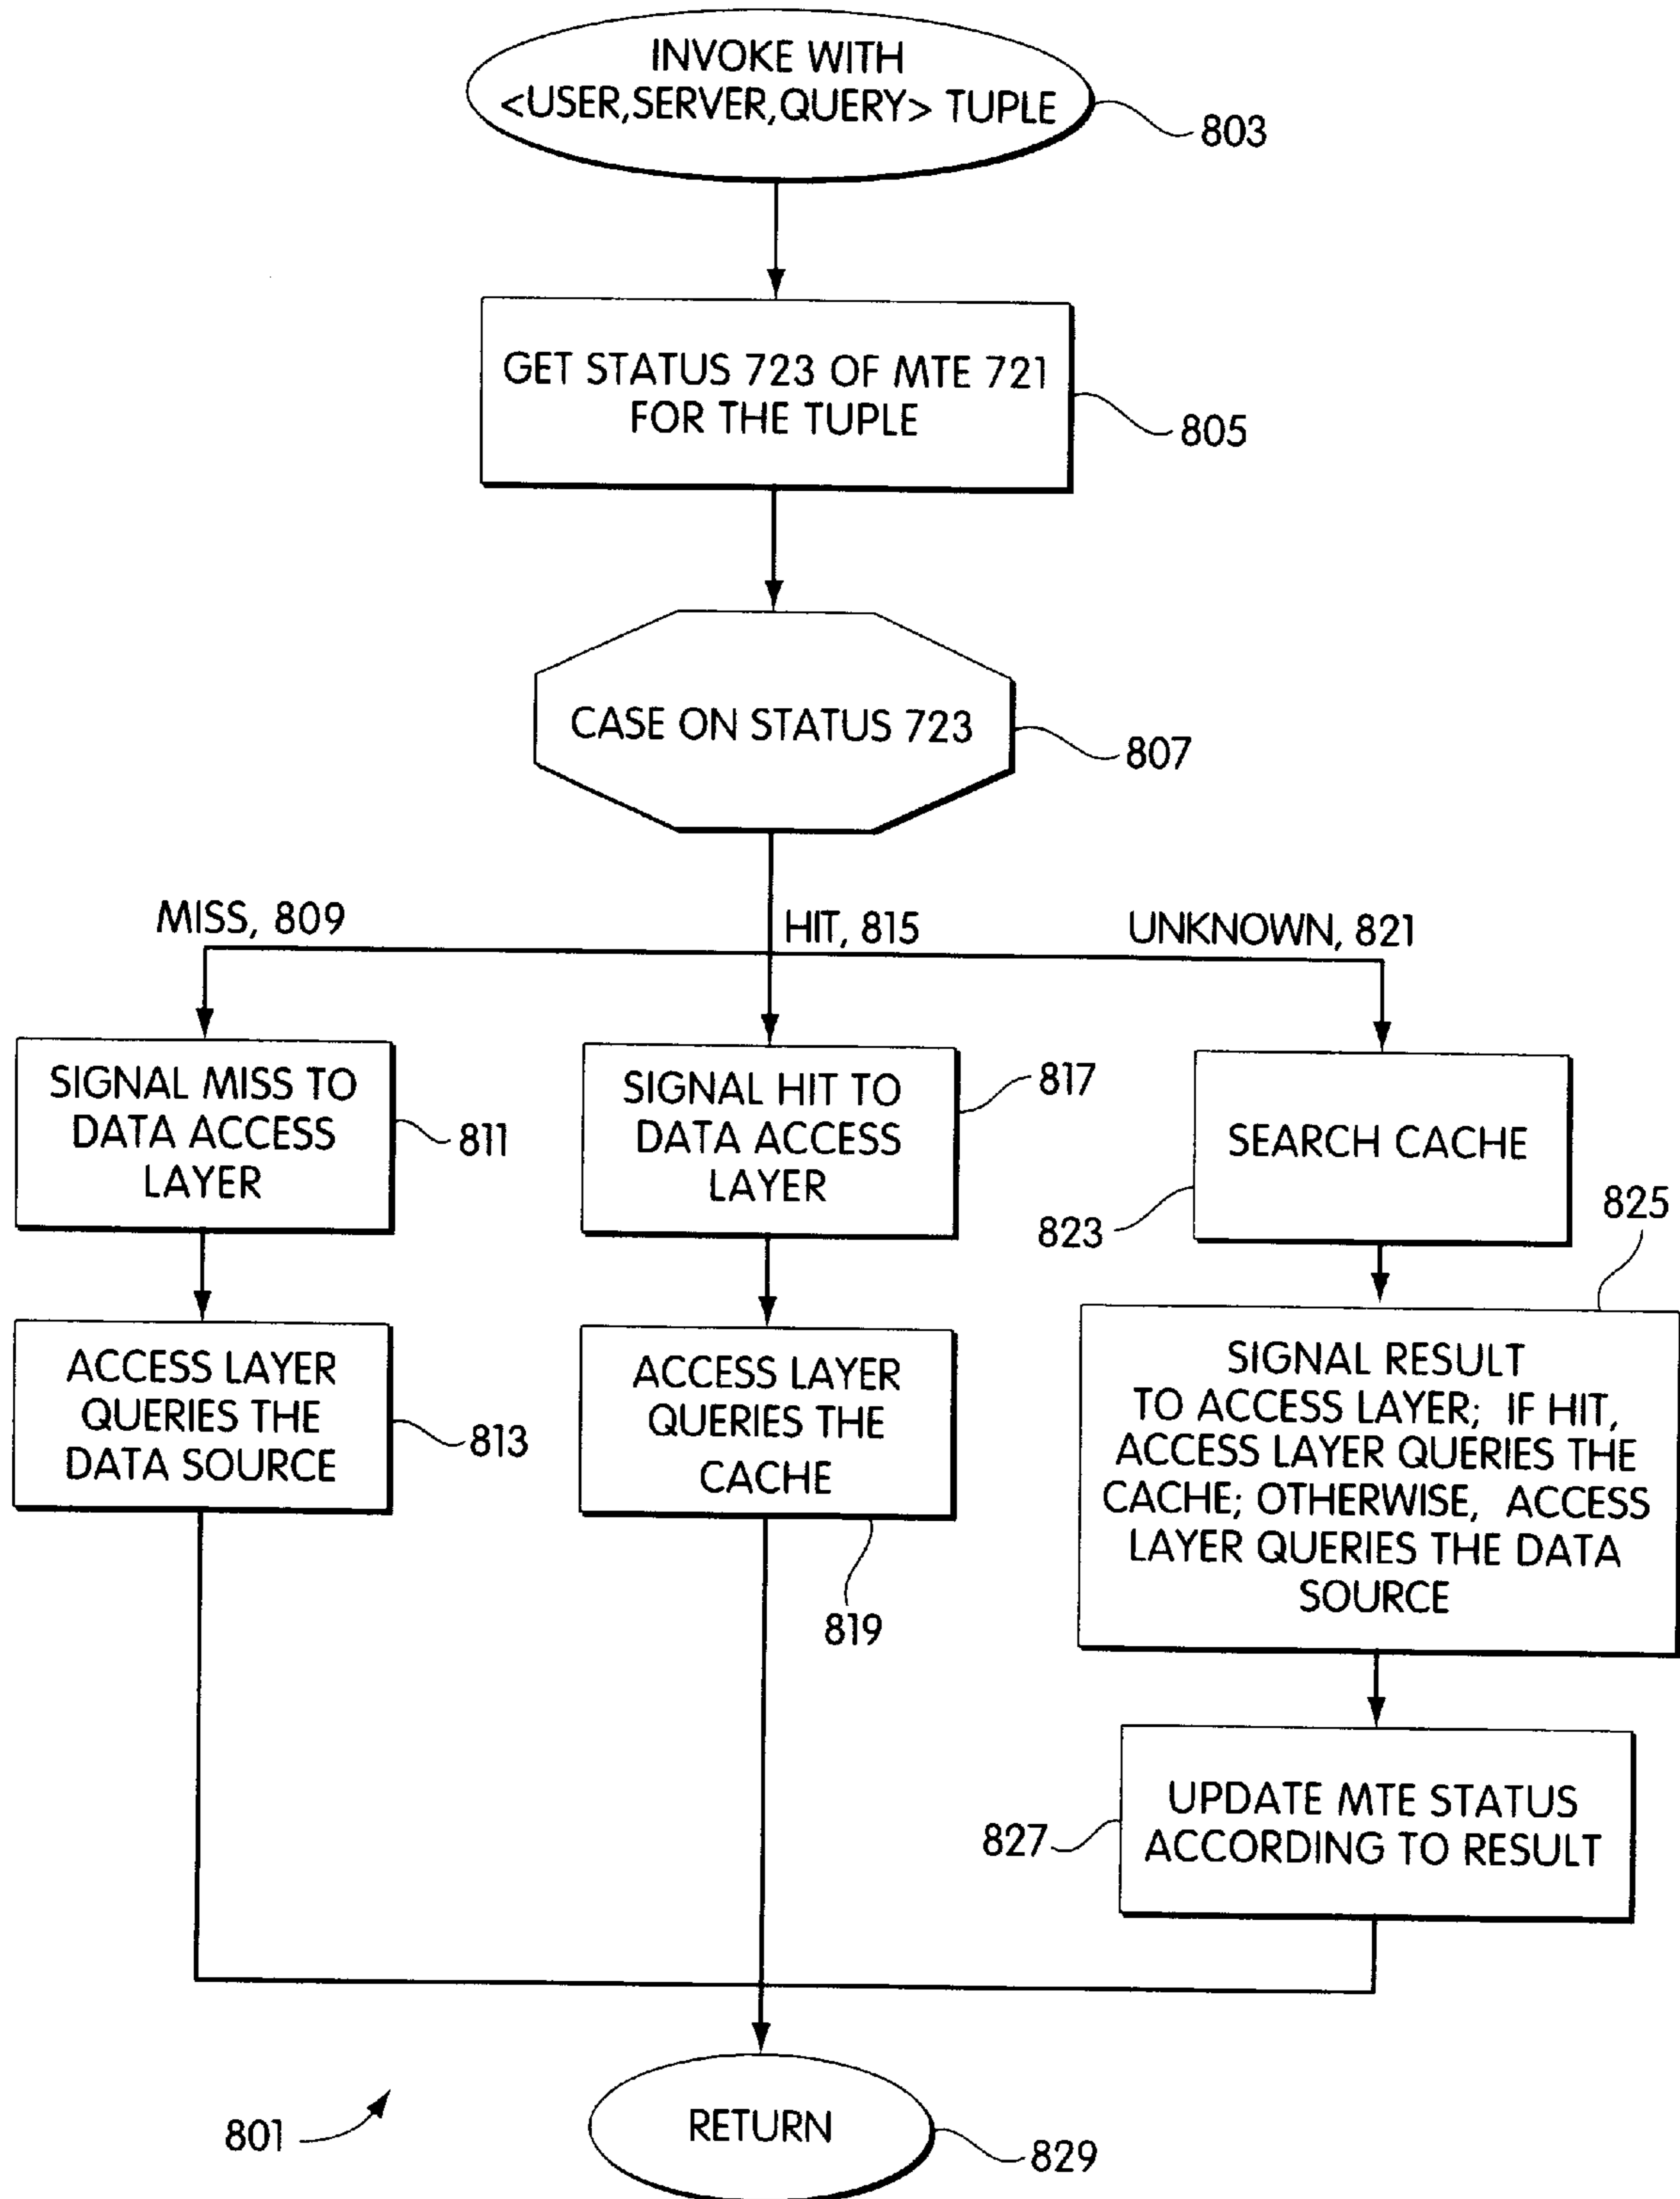 INVOKE WITH
<USER,SERVER,QUERY> TUPLE
803
GET STATUS 723 OF MTE 721
FOR THE TUPLE
805
CASE ON STATUS 723
807
MISS, 809
HIT, 815
UNKNOWN, 821
SIGNAL MISS TO
DATA ACCESS
LAYER
811
SIGNAL HIT TO
DATA ACCESS
LAYER
817
SEARCH CACHE
823
825
ACCESS LAYER
QUERIES THE
DATA SOURCE
813
ACCESS LAYER
QUERIES THE
CACHE
819
SIGNAL RESULT
TO ACCESS LAYER; IF HIT,
ACCESS LAYER QUERIES THE
CACHE; OTHERWISE, ACCESS
LAYER QUERIES THE DATA
SOURCE
UPDATE MTE STATUS
ACCORDING TO RESULT
827
RETURN
829
801